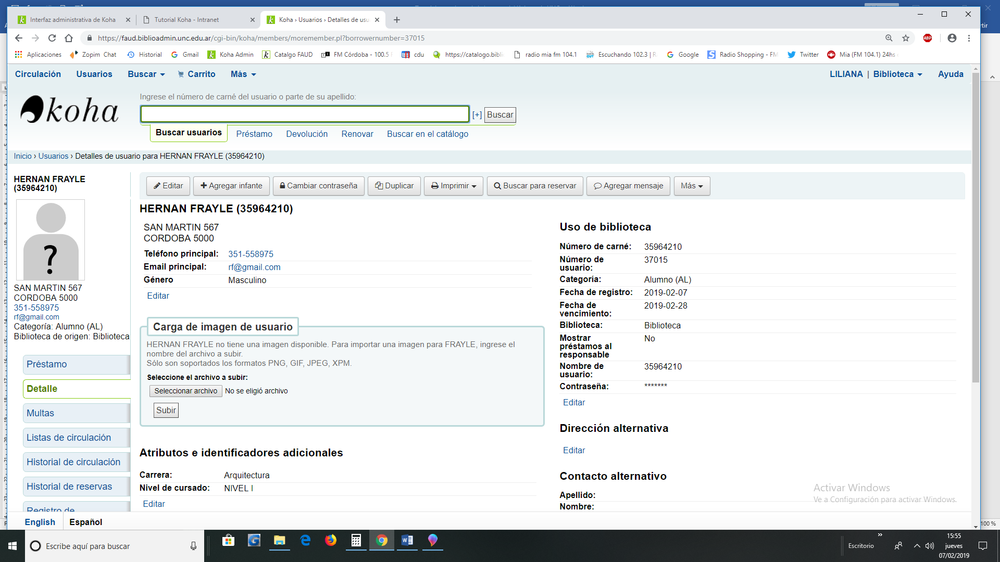 Interfaz administrativa de Koha
Tutorial Koha - Intranet
Koha › Usuarios › Detalles de usu
https://faud.biblioadmin.unc.edu.ar/cgi-bin/koha/members/moremember.pl?borrowernumber=37015
ABP
Aplicaciones
Zopim Chat
Historial
Gmail
Koha Admin
Catalgo FAUD
FM Córdoba - 100.5
cdu
https://catalogo.bibli
radio mia fm 104.1
Escuchando 102.3 | R
Google
Radio Shopping - FM
Twitter
Mia (FM 104.1) 24hs
Circulación
Usuarios
Buscar
Carrito
Más
LILIANA | Biblioteca
Ayuda
koha
Ingrese el número de carné del usuario o parte de su apellido:
[+] Buscar
Buscar usuarios
Préstamo
Devolución
Renovar
Buscar en el catálogo
Inicio › Usuarios › Detalles de usuario para HERNAN FRAYLE (35964210)
HERNAN FRAYLE
(35964210)
?
SAN MARTIN 567
CORDOBA 5000
351-558975
rf@gmail.com
Categoría: Alumno (AL)
Biblioteca de origen: Biblioteca
Préstamo
Detalle
Multas
Listas de circulación
Historial de circulación
Historial de reservas
Registro de
Editar
Agregar infante
Cambiar contraseña
Duplicar
Imprimir
Buscar para reservar
Agregar mensaje
Más
HERNAN FRAYLE (35964210)
SAN MARTIN 567
CORDOBA 5000
Teléfono principal: 351-558975
Email principal: rf@gmail.com
Género Masculino
Editar
Carga de imagen de usuario
HERNAN FRAYLE no tiene una imagen disponible. Para importar una imagen para FRAYLE, ingrese el
nombre del archivo a subir.
Sólo son soportados los formatos PNG, GIF, JPEG, XPM.
Seleccione el archivo a subir:
Seleccionar archivo No se eligió archivo
Subir
Atributos e identificadores adicionales
Carrera: Arquitectura
Nivel de cursado: NIVEL I
Editar
Uso de biblioteca
Número de carné: 35964210
Número de
usuario: 37015
Categoría: Alumno (AL)
Fecha de registro: 2019-02-07
Fecha de
vencimiento: 2019-02-28
Biblioteca: Biblioteca
Mostrar
préstamos al
responsable No
Nombre de
usuario: 35964210
Contraseña: *******
Editar
Dirección alternativa
Editar
Contacto alternativo
Apellido:
Nombre:
Activar Windows
Ve a Configuración para activar Windows.
English
Español
100 %
Escribe aquí para buscar
Escritorio
15:55
jueves
07/02/2019